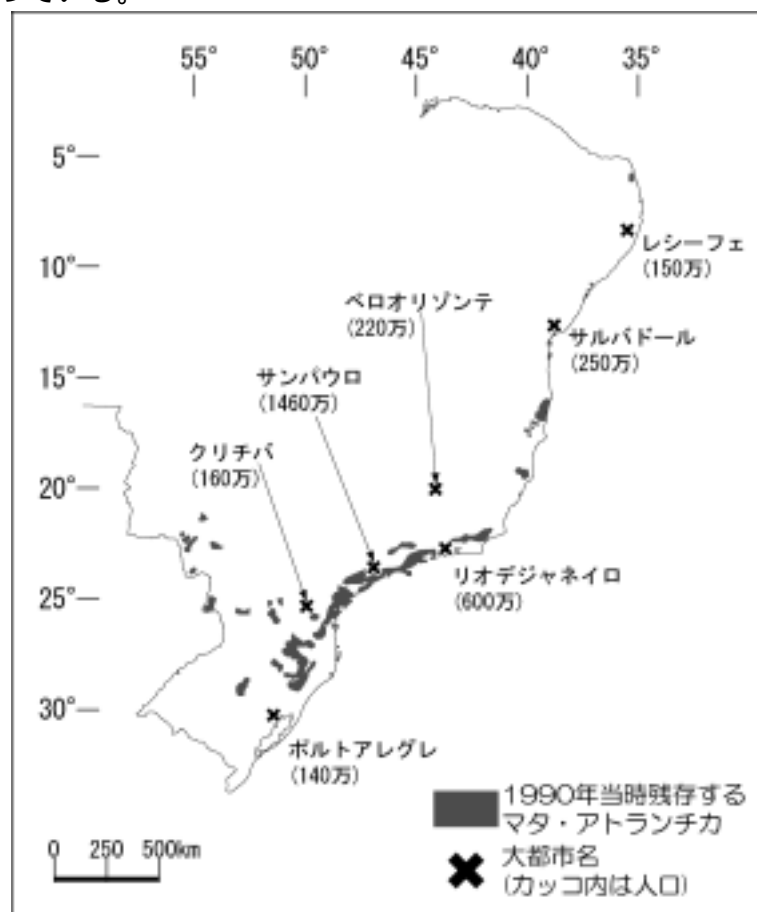 っている。
55° 50° 45° 40° 35°
5°
10°
15°
20°
25°
30°
レシーフェ
(150万)
ベロオリゾンテ
(220万)
サルバドール
(250万)
サンパウロ
(1460万)
クリチバ
(160万)
リオデジャネイロ
(600万)
ポルトアレグレ
(140万)
1990年当時残存する
マタ・アトランチカ
0 250 500km
大都市名
(カッコ内は人口)